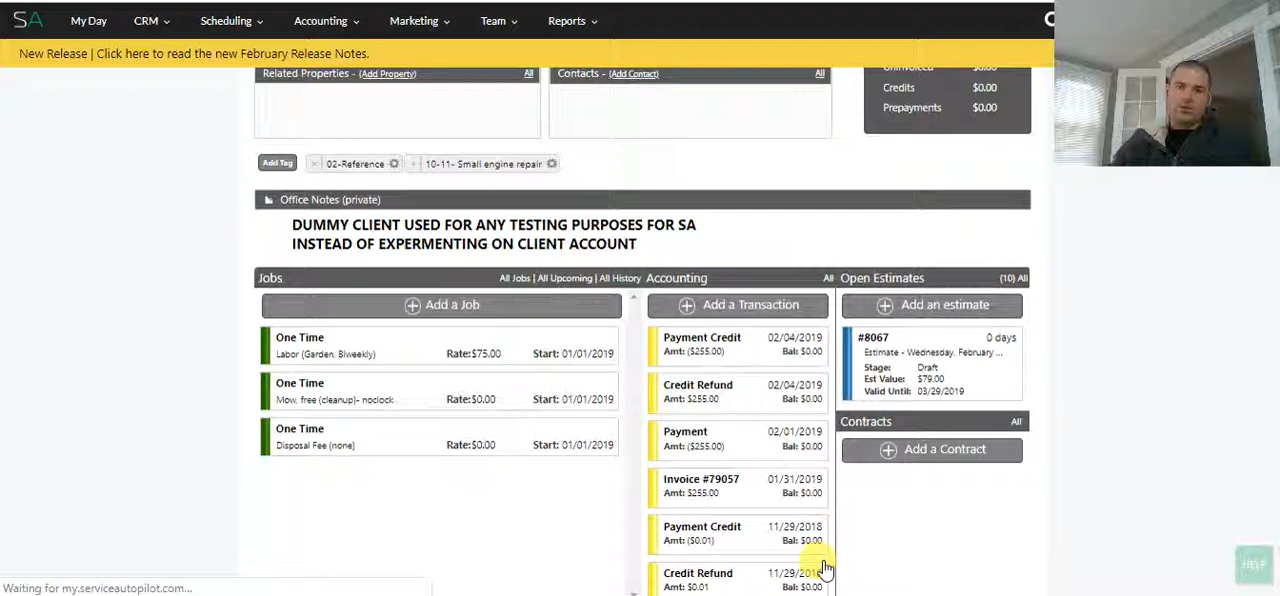 SA My Day CRM Scheduling Accounting Marketing Team Reports
New Release | Click here to read the new February Release Notes.
Related Properties - (Add Property) All Contacts - (Add Contact) All
$0.00
Credits $0.00
Prepayments $0.00
Add Tag × 02-Reference × 10-11- Small engine repair
Office Notes (private)
DUMMY CLIENT USED FOR ANY TESTING PURPOSES FOR SA
INSTEAD OF EXPERMENTING ON CLIENT ACCOUNT
Jobs All Jobs | All Upcoming | All History Accounting All Open Estimates (10) All
Add a Job Add a Transaction Add an estimate
One Time
Labor (Garden, Biweekly) Rate:$75.00 Start: 01/01/2019
One Time
Mow, free (cleanup)- noclock Rate:$0.00 Start: 01/01/2019
One Time
Disposal Fee (none) Rate:$0.00 Start: 01/01/2019
Payment Credit 02/04/2019
Amt: ($255.00) Bal: $0.00
Credit Refund 02/04/2019
Amt: $255.00 Bal: $0.00
Payment 02/01/2019
Amt: ($255.00) Bal: $0.00
Invoice #79057 01/31/2019
Amt: $255.00 Bal: $0.00
Payment Credit 11/29/2018
Amt: ($0.01) Bal: $0.00
Credit Refund
Amt: $0.01 Bal: $0.00
#8067 0 days
Estimate - Wednesday, February ...
Stage: Draft
Est Value: $79.00
Valid Until: 03/29/2019
Contracts All
Add a Contract
HELP
Waiting for my.serviceautopilot.com...